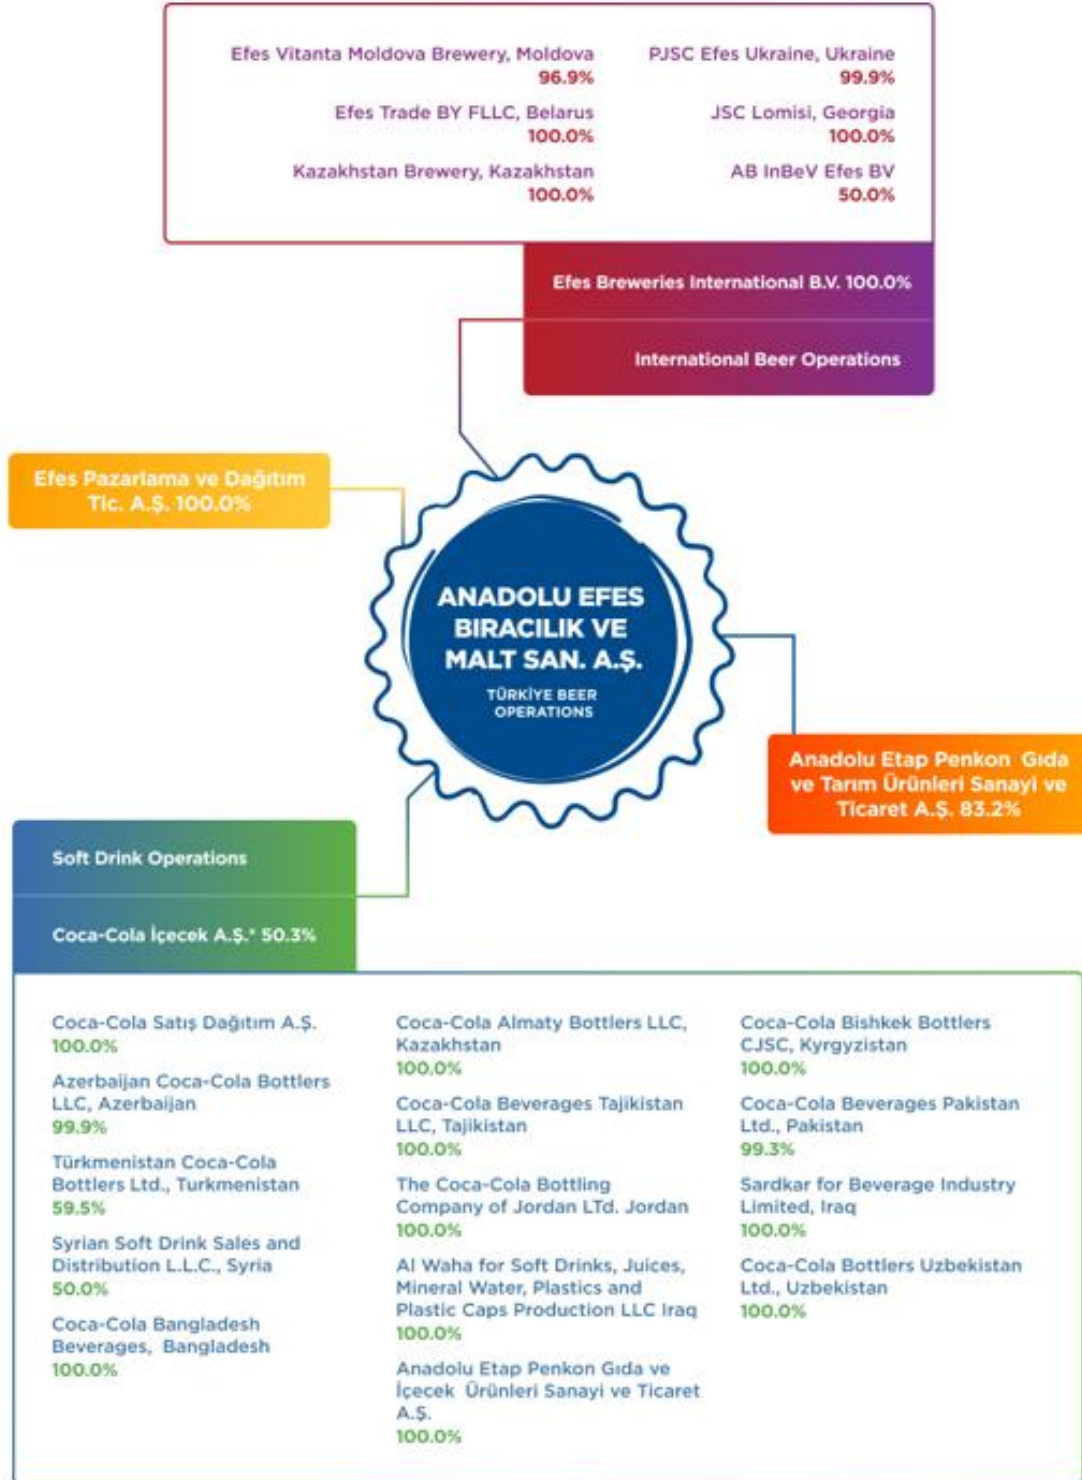 Efes Vitanta Moldova Brewery, Moldova
96.9%
Efes Trade BY FLLC, Belarus
100.0%
Kazakhstan Brewery, Kazakhstan
100.0%
PJSC Efes Ukraine, Ukraine
99.9%
JSC Lomisi, Georgia
100.0%
AB InBeV Efes BV
50.0%
Efes Breweries International B.V. 100.0%
International Beer Operations
Efes Pazarlama ve Dağıtım
Tic. A.Ş. 100.0%
ANADOLU EFES
BIRACILIK VE
MALT SAN. A.Ş.
TÜRKİYE BEER
OPERATIONS
Anadolu Etap Penkon Gıda
ve Tarım Ürünleri Sanayi ve
Ticaret A.Ş. 83.2%
Soft Drink Operations
Coca-Cola İçecek A.Ş.* 50.3%
Coca-Cola Satış Dağıtım A.Ş.
100.0%
Azerbaijan Coca-Cola Bottlers
LLC, Azerbaijan
99.9%
Türkmenistan Coca-Cola
Bottlers Ltd., Turkmenistan
59.5%
Syrian Soft Drink Sales and
Distribution L.L.C., Syria
50.0%
Coca-Cola Bangladesh
Beverages, Bangladesh
100.0%
Coca-Cola Almaty Bottlers LLC,
Kazakhstan
100.0%
Coca-Cola Beverages Tajikistan
LLC, Tajikistan
100.0%
The Coca-Cola Bottling
Company of Jordan LTd. Jordan
100.0%
Al Waha for Soft Drinks, Juices,
Mineral Water, Plastics and
Plastic Caps Production LLC Iraq
100.0%
Anadolu Etap Penkon Gıda ve
İçecek Ürünleri Sanayi ve Ticaret
A.Ş.
100.0%
Coca-Cola Bishkek Bottlers
CJSC, Kyrgyzistan
100.0%
Coca-Cola Beverages Pakistan
Ltd., Pakistan
99.3%
Sardkar for Beverage Industry
Limited, Iraq
100.0%
Coca-Cola Bottlers Uzbekistan
Ltd., Uzbekistan
100.0%